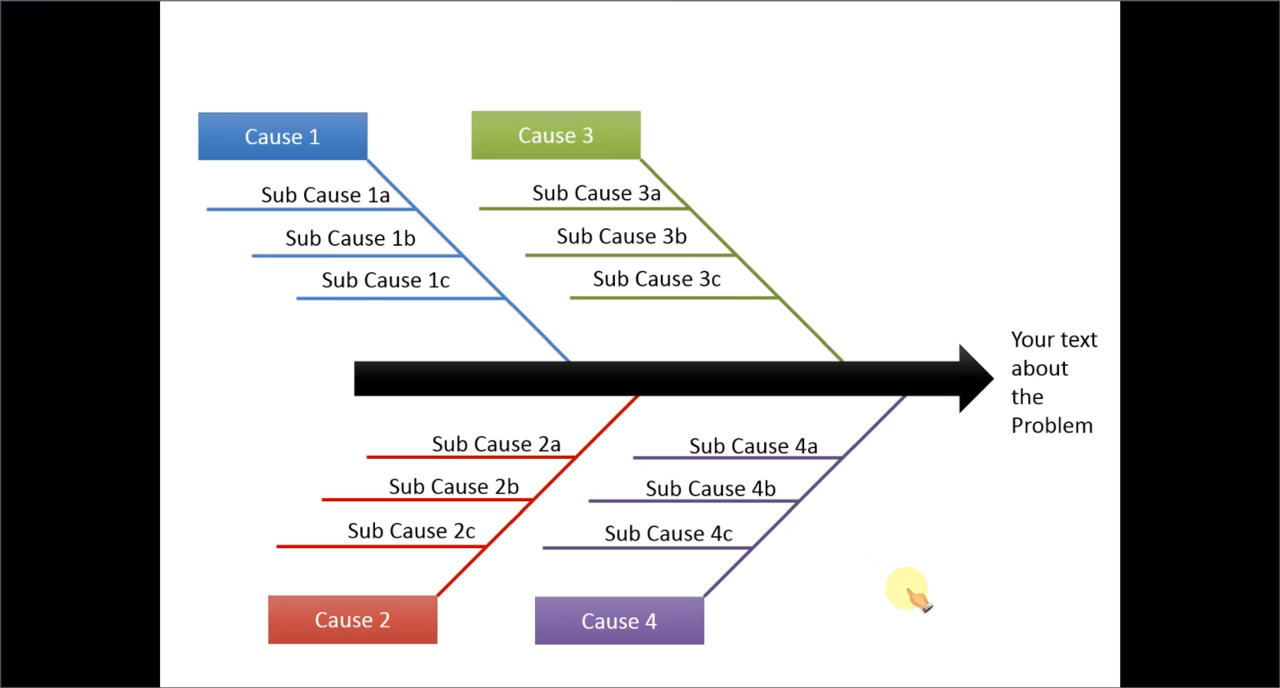 Cause 1
Cause 3
Sub Cause 1a
Sub Cause 3a
Sub Cause 1b
Sub Cause 3b
Sub Cause 1c
Sub Cause 3c
Your text
about
the
Problem
Sub Cause 2a
Sub Cause 4a
Sub Cause 2b
Sub Cause 4b
Sub Cause 2c
Sub Cause 4c
Cause 2
Cause 4